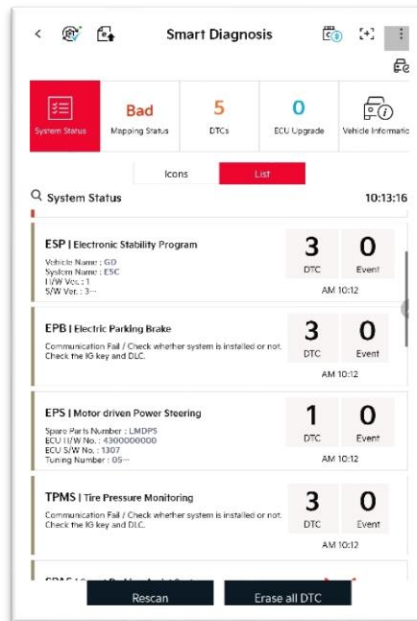 Smart Diagnosis
System Status
Bad
Mapping Status
5
DTCs
0
ECU Upgrade
Vehicle Informatic
Icons
List
System Status
10:13:16
ESP | Electronic Stability Program
Vehicle Name : GD
System Name : ESC
H/W Ver. : 1
S/W Ver. : 3...
3
DTC
0
Event
AM 10:12
EPB | Electric Parking Brake
Communication Fail / Check whether system is installed or not.
Check the IG key and DLC.
3
DTC
0
Event
AM 10:12
EPS | Motor driven Power Steering
Spare Parts Number : LMDPS
ECU H/W No. : 4300000000
ECU S/W No. : 1307
Tuning Number : 06...
1
DTC
0
Event
AM 10:12
TPMS | Tire Pressure Monitoring
Communication Fail / Check whether system is installed or not.
Check the IG key and DLC.
3
DTC
0
Event
AM 10:12
Rescan
Erase all DTC